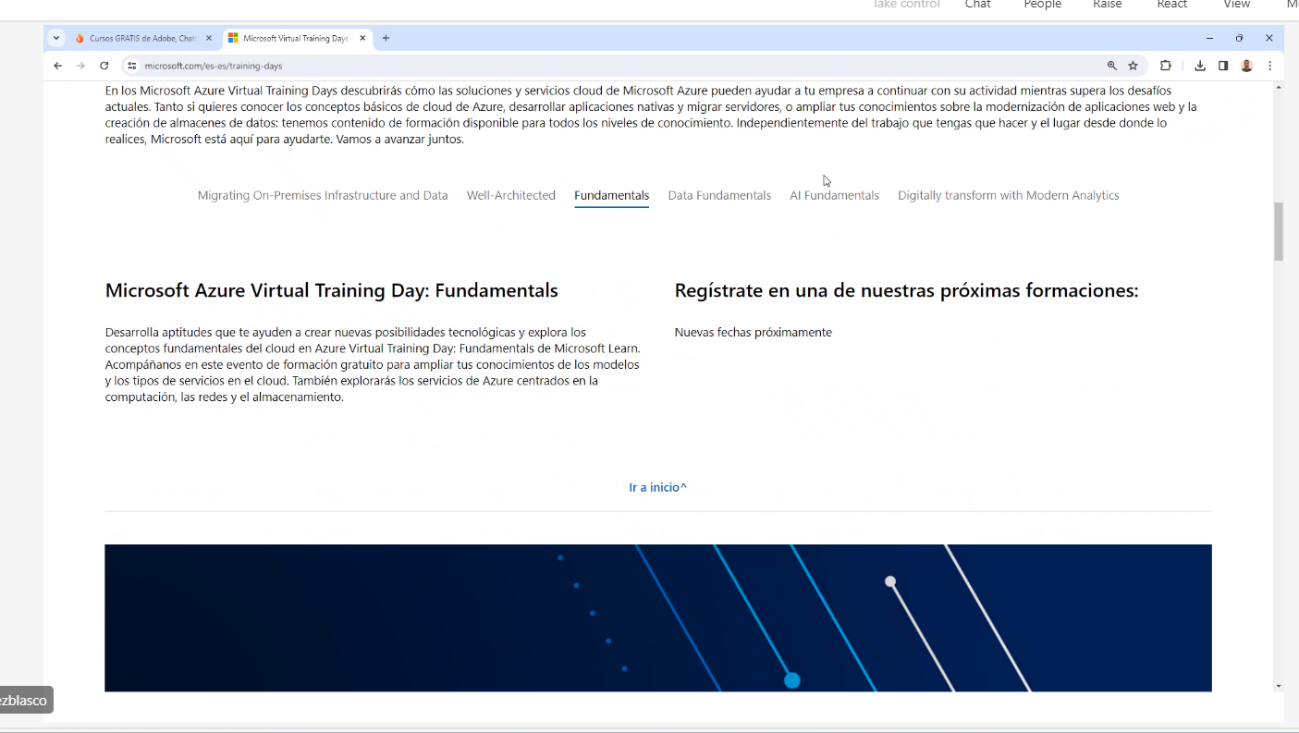 Take control Chat People Raise React View
Cursos GRATIS de Adobe, Chat Microsoft Virtual Training Days
microsoft.com/es-es/training-days
En los Microsoft Azure Virtual Training Days descubrirás cómo las soluciones y servicios cloud de Microsoft Azure pueden ayudar a tu empresa a continuar con su actividad mientras supera los desafíos
actuales. Tanto si quieres conocer los conceptos básicos de cloud de Azure, desarrollar aplicaciones nativas y migrar servidores, o ampliar tus conocimientos sobre la modernización de aplicaciones web y la
creación de almacenes de datos: tenemos contenido de formación disponible para todos los niveles de conocimiento. Independientemente del trabajo que tengas que hacer y el lugar desde donde lo
realices, Microsoft está aquí para ayudarte. Vamos a avanzar juntos.
Migrating On-Premises Infrastructure and Data Well-Architected Fundamentals Data Fundamentals AI Fundamentals Digitally transform with Modern Analytics
Microsoft Azure Virtual Training Day: Fundamentals
Desarrolla aptitudes que te ayuden a crear nuevas posibilidades tecnológicas y explora los
conceptos fundamentales del cloud en Azure Virtual Training Day: Fundamentals de Microsoft Learn.
Acompáñanos en este evento de formación gratuito para ampliar tus conocimientos de los modelos
y los tipos de servicios en el cloud. También explorarás los servicios de Azure centrados en la
computación, las redes y el almacenamiento.
Regístrate en una de nuestras próximas formaciones:
Nuevas fechas próximamente
Ir a inicio^
ezblasco